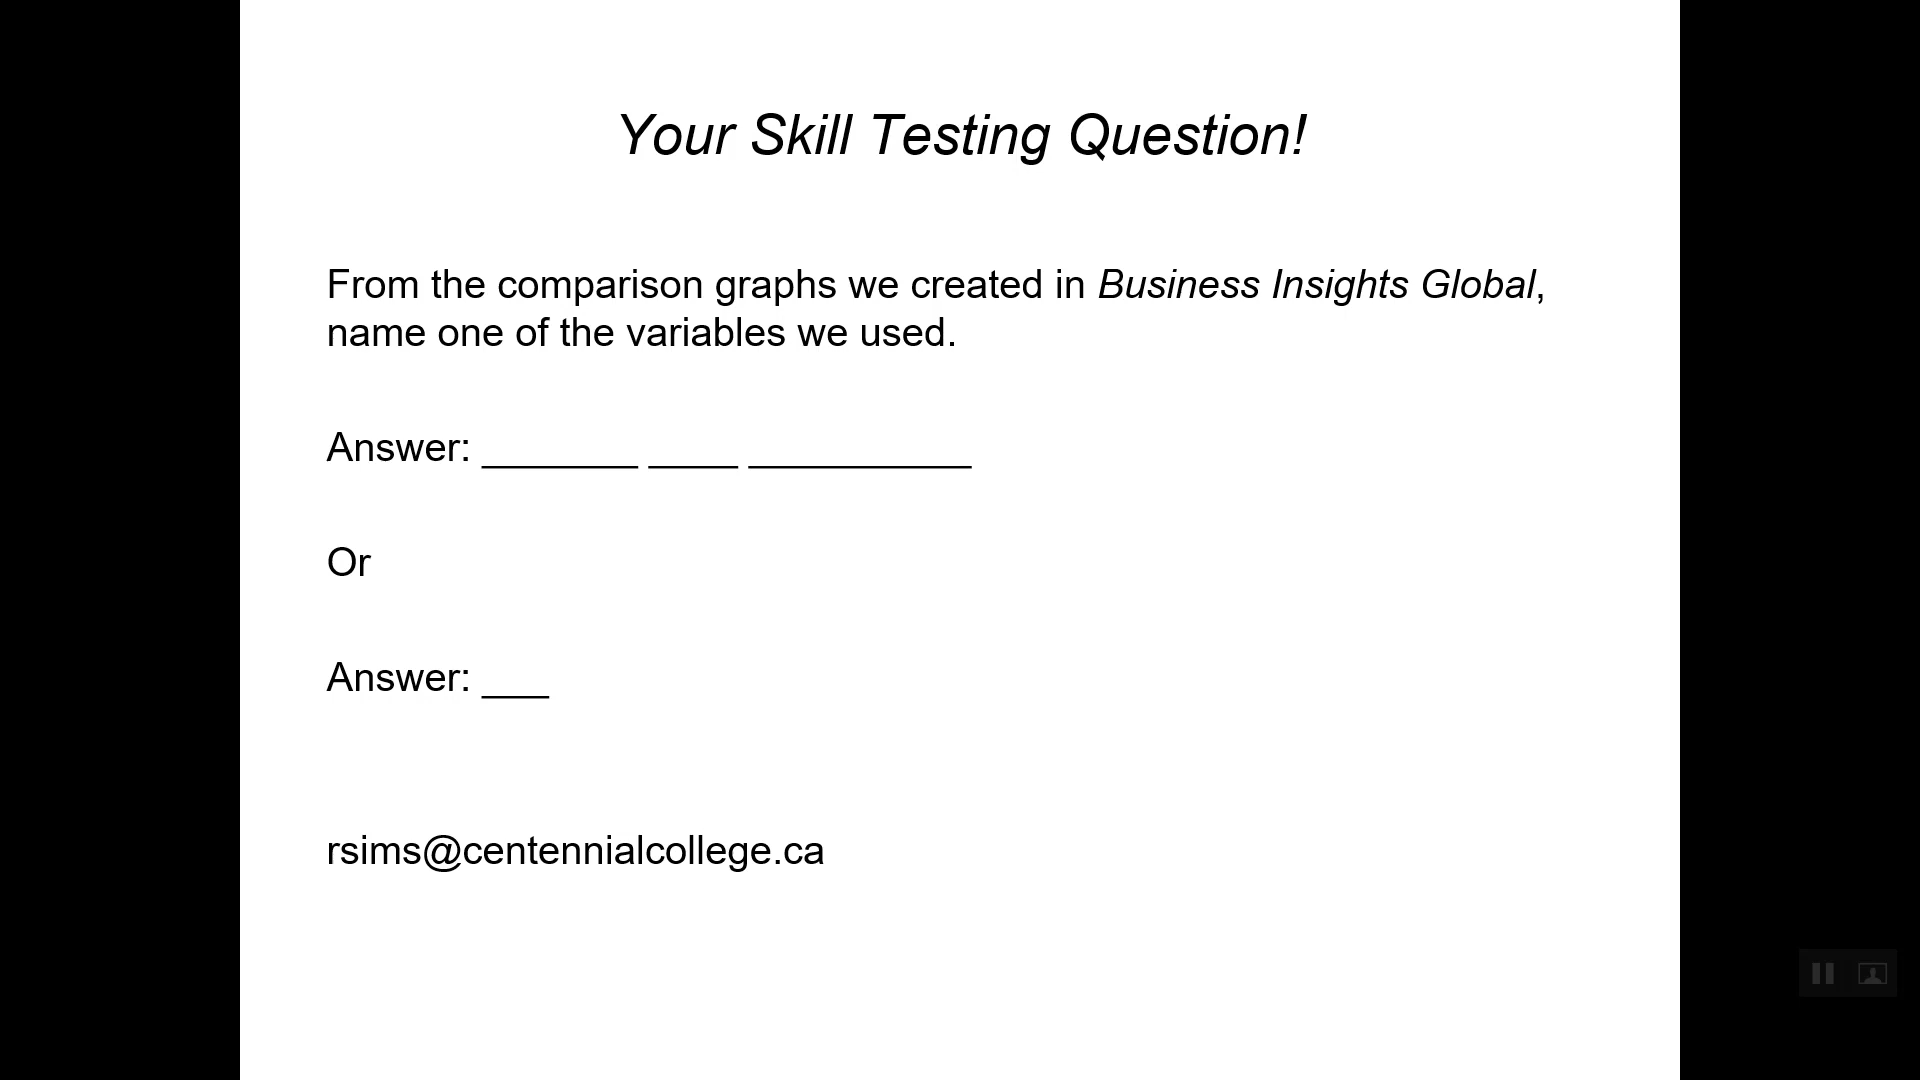 Your Skill Testing Question!
From the comparison graphs we created in Business Insights Global,
name one of the variables we used.
Answer: _______ ____ __________
Or
Answer: ___
rsims@centennialcollege.ca